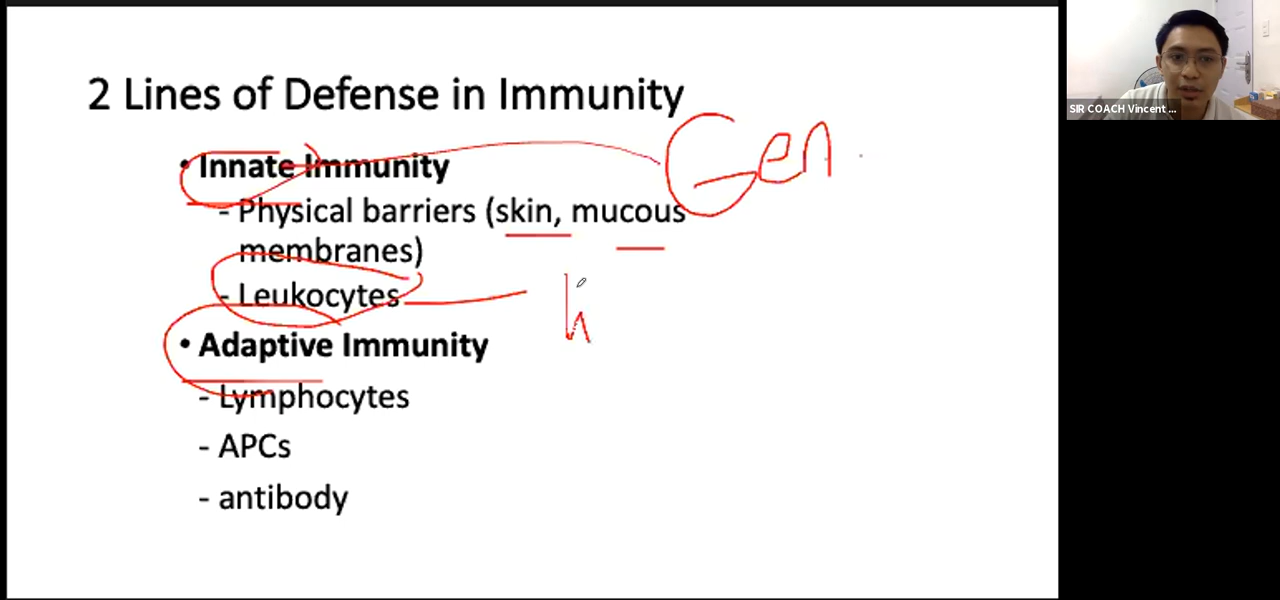 2 Lines of Defense in Immunity
• Innate Immunity
- Physical barriers (skin, mucous
membranes)
- Leukocytes
• Adaptive Immunity
- Lymphocytes
- APCs
- antibody
Gen
SIR COACH Vincent ...